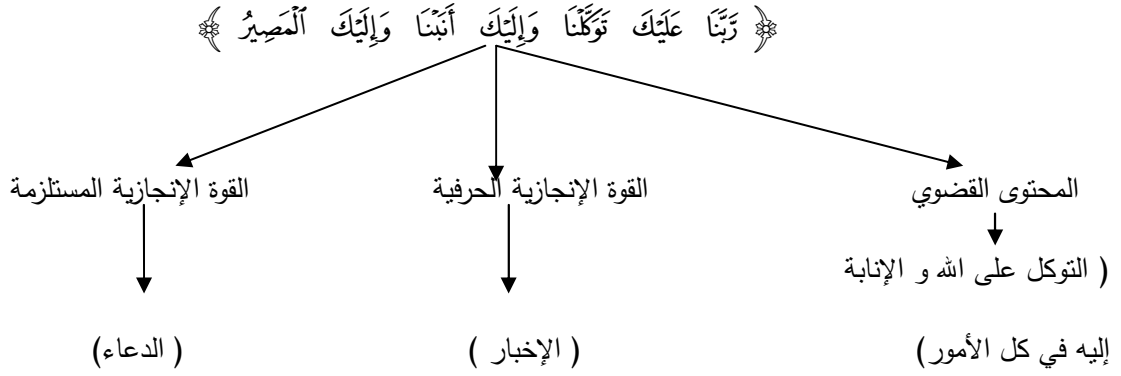 ﴿ رَّبَّنَا عَلَيْكَ تَوَكَّلْنَا وَإِلَيْكَ أَنَبْنَا وَإِلَيْكَ ٱلْمَصِيرُ ﴾
المحتوى القضوي
القوة الإنجازية الحرفية
القوة الإنجازية المستلزمة
( التوكل على الله و الإنابة
إليه في كل الأمور)
( الإخبار )
( الدعاء)